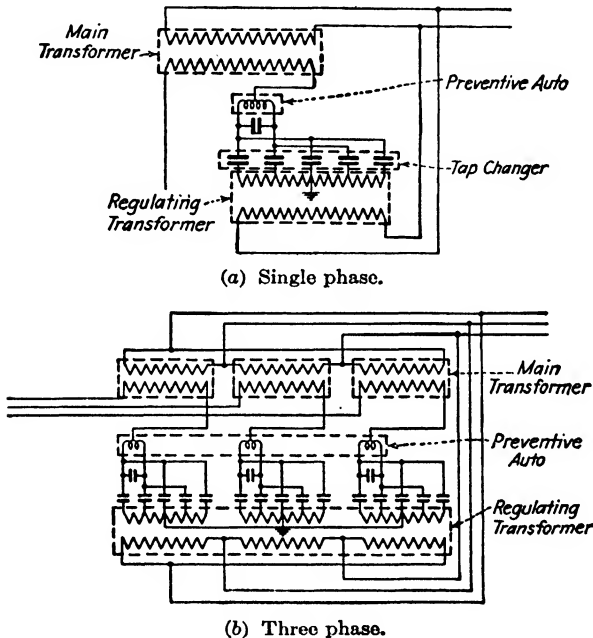 Main
Transformer
Preventive Auto
Tap Changer
Regulating
Transformer
(a) Single phase.
Main
Transformer
Preventive
Auto
Regulating
Transformer
(b) Three phase.